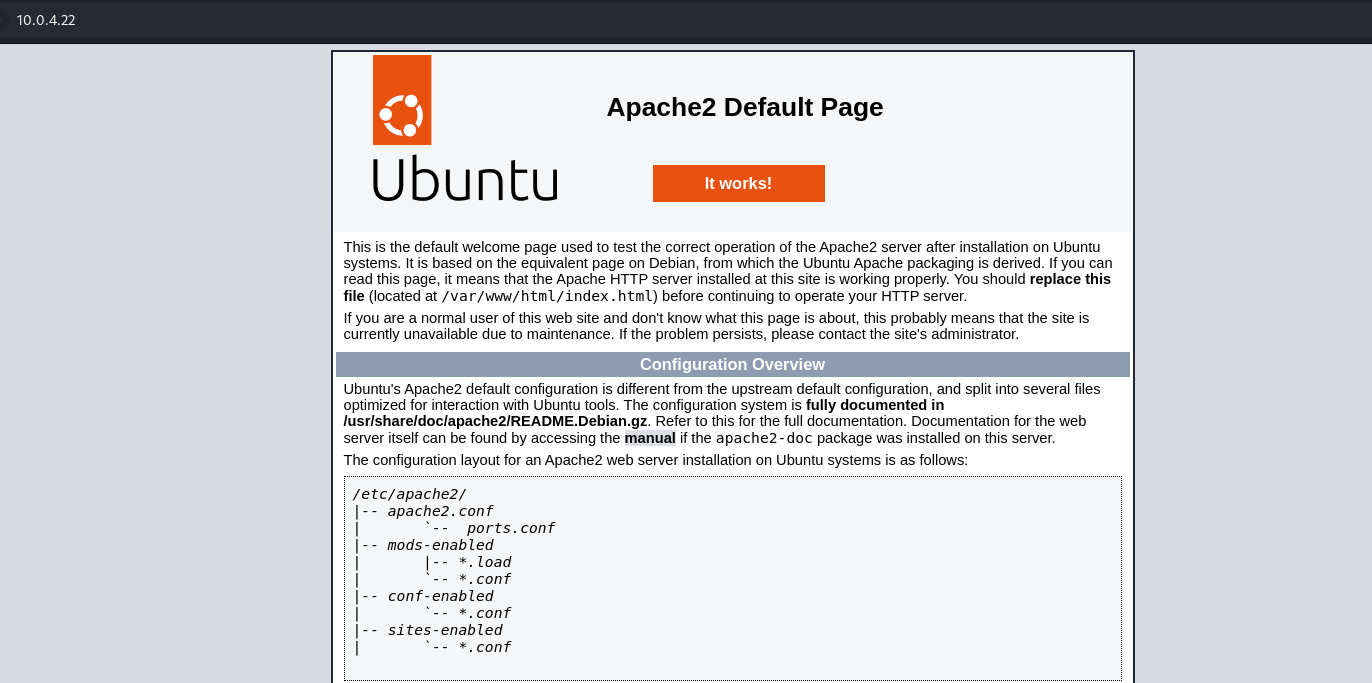 10.0.4.22
Apache2 Default Page
Ubuntu
It works!
This is the default welcome page used to test the correct operation of the Apache2 server after installation on Ubuntu
systems. It is based on the equivalent page on Debian, from which the Ubuntu Apache packaging is derived. If you can
read this page, it means that the Apache HTTP server installed at this site is working properly. You should replace this
file (located at /var/www/html/index.html) before continuing to operate your HTTP server.
If you are a normal user of this web site and don't know what this page is about, this probably means that the site is
currently unavailable due to maintenance. If the problem persists, please contact the site's administrator.
Configuration Overview
Ubuntu's Apache2 default configuration is different from the upstream default configuration, and split into several files
optimized for interaction with Ubuntu tools. The configuration system is fully documented in
/usr/share/doc/apache2/README.Debian.gz. Refer to this for the full documentation. Documentation for the web
server itself can be found by accessing the manual if the apache2-doc package was installed on this server.
The configuration layout for an Apache2 web server installation on Ubuntu systems is as follows:
/etc/apache2/
|-- apache2.conf
|       `--  ports.conf
|-- mods-enabled
|       |-- *.load
|       `-- *.conf
|-- conf-enabled
|       `-- *.conf
|-- sites-enabled
|       `-- *.conf